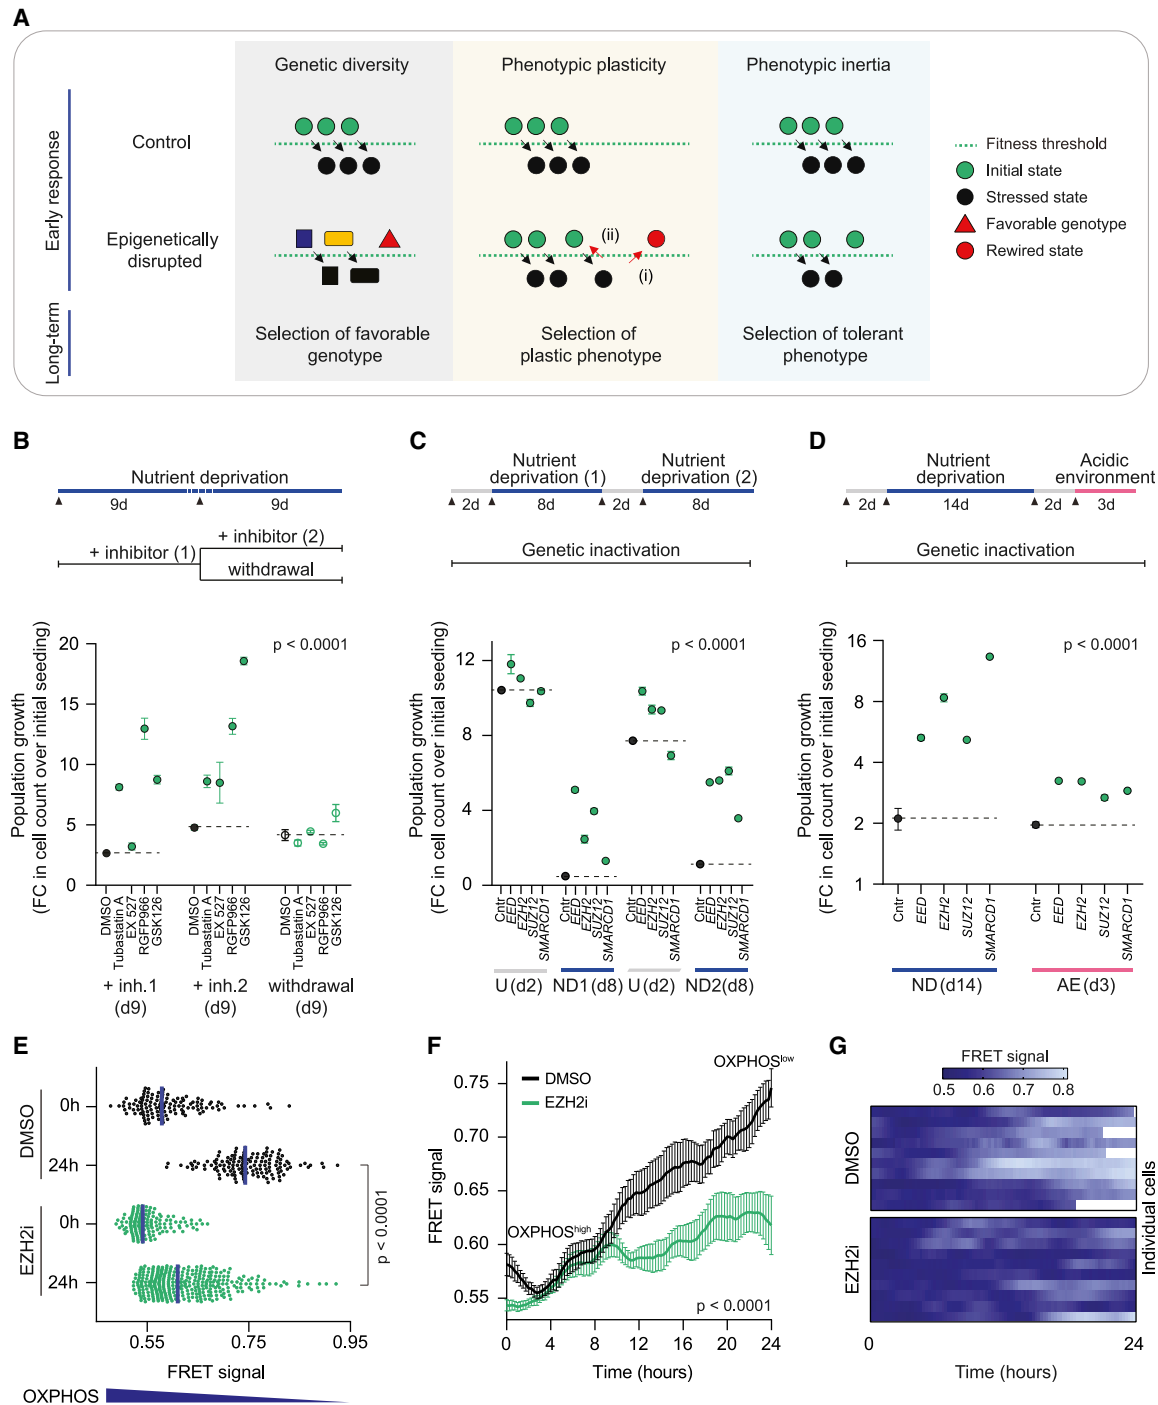 A
Genetic diversity
Phenotypic plasticity
Phenotypic inertia
Early response
Control
Epigenetically
disrupted
(ii)
(i)
Fitness threshold
Initial state
Stressed state
Favorable genotype
Rewired state
Long-term
Selection of favorable
genotype
Selection of
plastic phenotype
Selection of tolerant
phenotype
B
Nutrient deprivation
9d
9d
+ inhibitor (1)
+ inhibitor (2)
withdrawal
Population growth
(FC in cell count over initial seeding)
p < 0.0001
20
15
10
5
0
DMSO
Tubastatin A
EX 527
RGFP966
GSK126
DMSO
Tubastatin A
EX 527
RGFP966
GSK126
DMSO
Tubastatin A
EX 527
RGFP966
GSK126
+ inh.1
(d9)
+ inh.2
(d9)
withdrawal
(d9)
C
Nutrient
deprivation (1)
Nutrient
deprivation (2)
2d
8d
2d
8d
Genetic inactivation
Population growth
(FC in cell count over initial seeding)
p < 0.0001
12
8
4
0
Cntr
EED
EZH2
SUZ12
SMARCD1
Cntr
EED
EZH2
SUZ12
SMARCD1
Cntr
EED
EZH2
SUZ12
SMARCD1
Cntr
EED
EZH2
SUZ12
SMARCD1
U (d2)
ND1 (d8)
U (d2)
ND2 (d8)
D
Nutrient
deprivation
Acidic
environment
2d
14d
2d
3d
Genetic inactivation
Population growth
(FC in cell count over initial seeding)
p < 0.0001
16
8
4
2
1
Cntr
EED
EZH2
SUZ12
SMARCD1
Cntr
EED
EZH2
SUZ12
SMARCD1
ND (d14)
AE (d3)
E
DMSO
0h
24h
EZH2i
0h
24h
p < 0.0001
0.55
0.75
0.95
FRET signal
OXPHOS
F
DMSO
EZH2i
OXPHOSlow
OXPHOShigh
FRET signal
0.75
0.70
0.65
0.60
0.55
p < 0.0001
0
4
8
12
16
20
24
Time (hours)
G
FRET signal
0.5
0.6
0.7
0.8
DMSO
EZH2i
Individual cells
0
24
Time (hours)